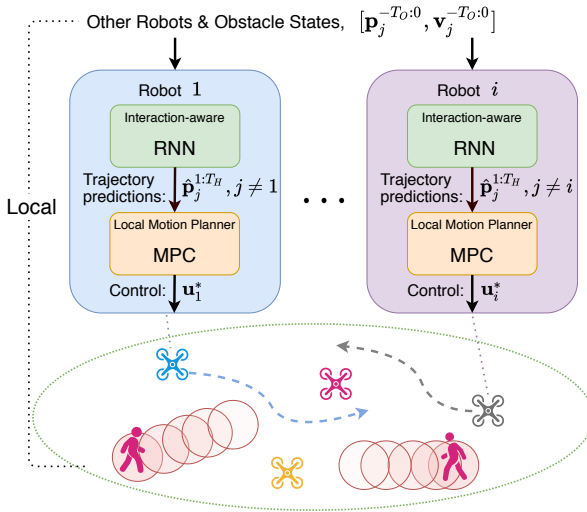 Other Robots & Obstacle States, [𝐩_j^{-T_O:0}, 𝐯_j^{-T_O:0}]
Robot 1
Interaction-aware
RNN
Trajectory
predictions: 𝐩̂_j^{1:T_H}, j ≠ 1
Local Motion Planner
MPC
Control: 𝐮_1^*
· · ·
Robot i
Interaction-aware
RNN
Trajectory
predictions: 𝐩̂_j^{1:T_H}, j ≠ i
Local Motion Planner
MPC
Control: 𝐮_i^*
Local